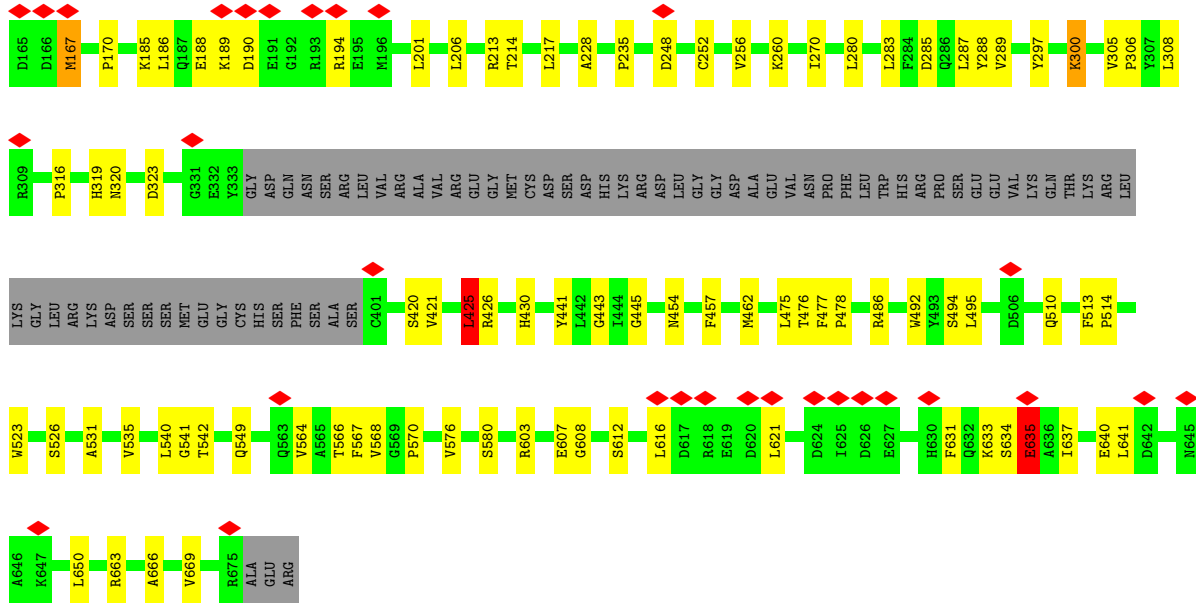 D165 D166 M167 P170 K185 L186 Q187 E188 K189 D190 E191 G192 R193 R194 E195 M196 L201 L206 R213 T214 L217 A228 P235 D248 C252 V256 K260 I270 L280 L283 F284 D285 Q286 L287 Y288 V289 Y297 K300 V305 P306 Y307 L308
R309 P316 H319 N320 D323 G331 E332 Y333 GLY ASP GLN ASN SER ARG LEU VAL ARG ALA VAL ARG GLU GLY MET CYS ASP SER ASP HIS LYS ARG ASP LEU GLY GLY ASP ALA GLU VAL ASN PRO PHE LEU TRP HIS ARG PRO SER GLU GLU VAL LYS GLN THR LYS ARG LEU
LYS GLY LEU ARG LYS ASP SER SER SER MET GLU GLY CYS HIS SER PHE SER ALA SER C401 S420 V421 L425 R426 H430 Y441 L442 G443 I444 G445 N454 F457 M462 L475 T476 F477 P478 R486 W492 Y493 S494 L495 D506 Q510 F513 P514
W523 S526 A531 V535 L540 G541 T542 Q549 Q563 V564 A565 T566 F567 V568 G569 P570 V576 S580 R603 E607 G608 S612 L616 D617 R618 E619 D620 L621 D624 I625 D626 E627 H630 F631 Q632 K633 S634 E635 A636 I637 E640 L641 D642 N645
A646 K647 L650 R663 A666 V669 R675 ALA GLU ARG